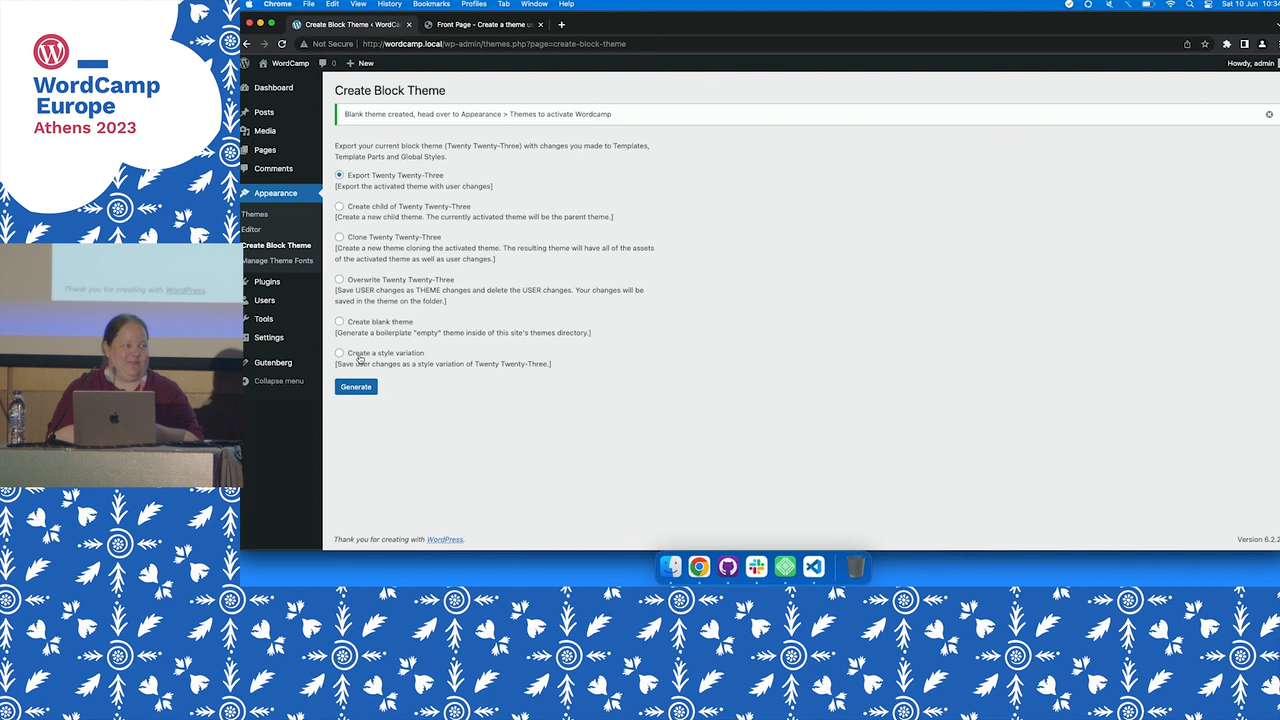 WordCamp
Europe
Athens 2023
Chrome File Edit View History Bookmarks Profiles Tab Window Help
Sat 10 Jun
Create Block Theme ‹ WordCa
Front Page - Create a theme u
Not Secure http://wordcamp.local/wp-admin/themes.php?page=create-block-theme
WordCamp 0 New
Howdy, admin
Dashboard
Posts
Media
Pages
Comments
Appearance
Themes
Editor
Create Block Theme
Manage Theme Fonts
Plugins
Users
Tools
Settings
Gutenberg
Collapse menu
Create Block Theme
Blank theme created, head over to Appearance > Themes to activate Wordcamp
Export your current block theme (Twenty Twenty-Three) with changes you made to Templates,
Template Parts and Global Styles.
Export Twenty Twenty-Three
[Export the activated theme with user changes]
Create child of Twenty Twenty-Three
[Create a new child theme. The currently activated theme will be the parent theme.]
Clone Twenty Twenty-Three
[Create a new theme cloning the activated theme. The resulting theme will have all of the assets
of the activated theme as well as user changes.]
Overwrite Twenty Twenty-Three
[Save USER changes as THEME changes and delete the USER changes. Your changes will be
saved in the theme on the folder.]
Create blank theme
[Generate a boilerplate "empty" theme inside of this site's themes directory.]
Create a style variation
[Save user changes as a style variation of Twenty Twenty-Three.]
Generate
Thank you for creating with WordPress.
Version 6.2.2
Thank you for creating with WordPress.